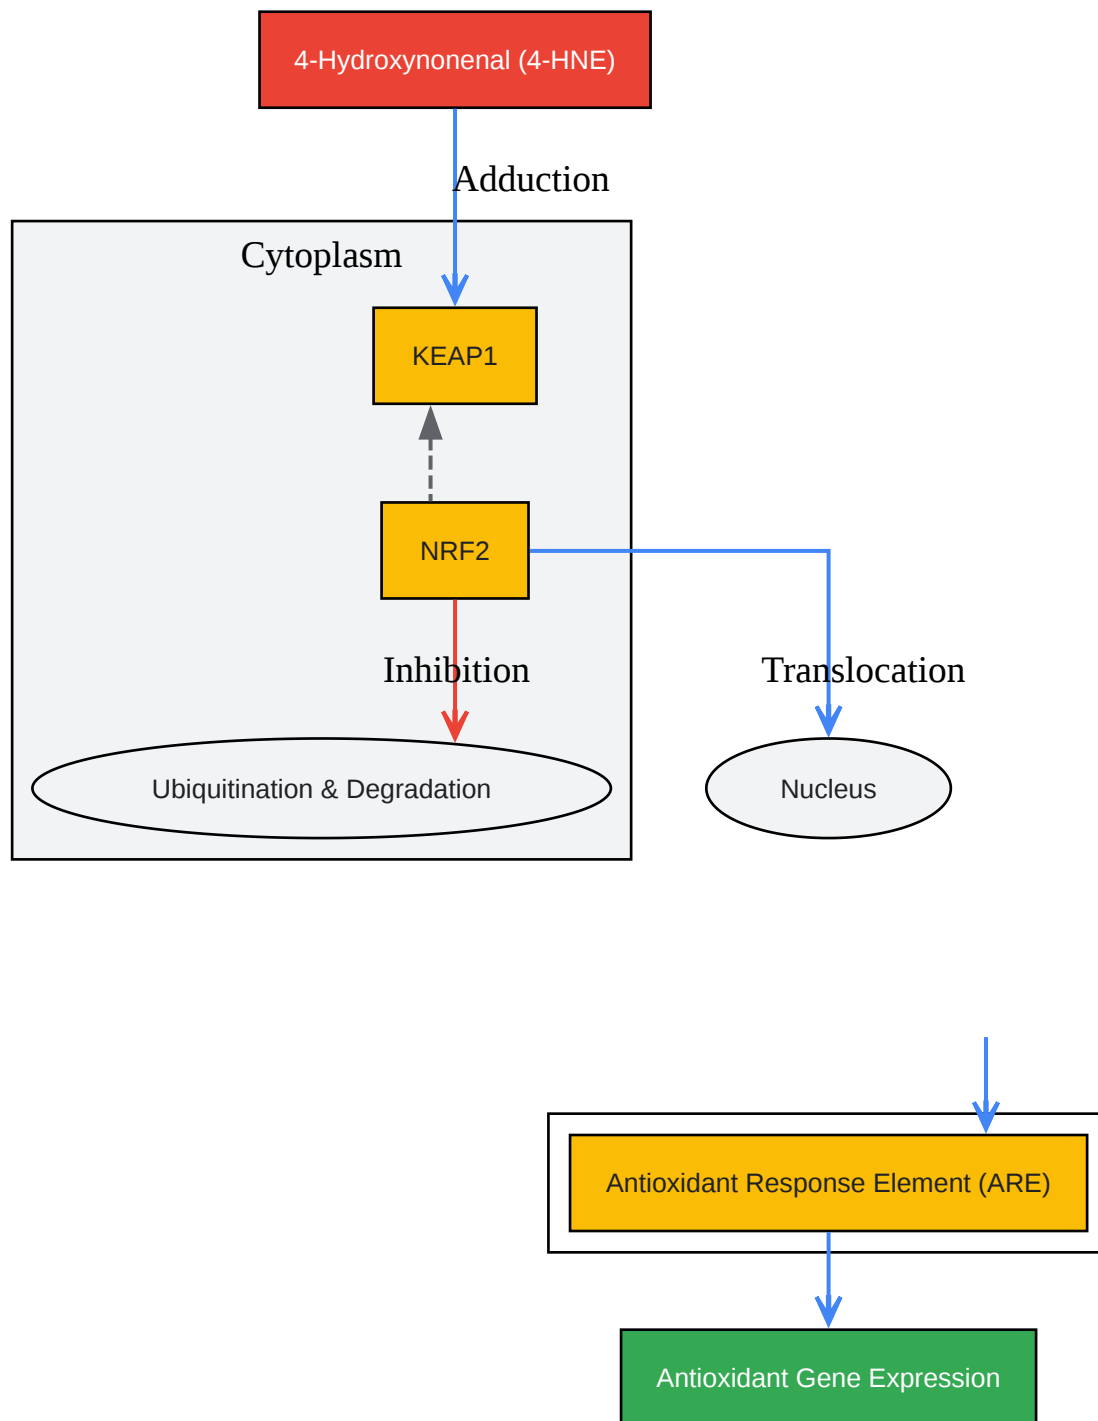 4-Hydroxynonenal (4-HNE)
Adduction
Cytoplasm
KEAP1
NRF2
Inhibition
Translocation
Ubiquitination & Degradation
Nucleus
Antioxidant Response Element (ARE)
Antioxidant Gene Expression